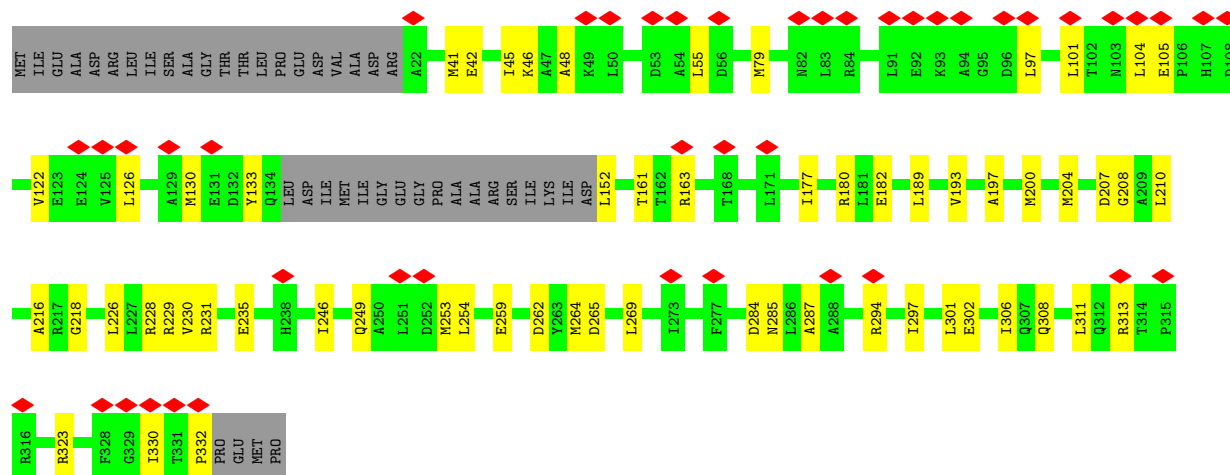 MET ILE GLU ALA ASP ARG LEU ILE SER ALA GLY THR THR LEU PRO GLU ASP VAL ALA ASP ARG A22 M41 E42 I45 K46 A47 A48 K49 L50 D53 A54 L55 D56 M79 N82 L83 R84 L91 E92 K93 A94 G95 D96 L97 L101 T102 N103 L104 E105 P106 H107
V122 E123 E124 V125 L126 A129 M130 E131 D132 Y133 Q134 LEU ASP ILE MET ILE GLY GLU GLY PRO ALA ALA ARG SER ILE LYS ILE ASP L152 T161 T162 R163 T168 L171 I177 R180 L181 E182 L189 V193 A197 M200 M204 D207 G208 A209 L210
A216 R217 G218 L226 L227 R228 R229 V230 R231 E235 H238 I246 Q249 A250 L251 D252 M253 L254 E259 D262 Y263 M264 D265 L269 I273 F277 D284 N285 L286 A287 A288 R294 I297 L301 E302 I306 Q307 Q308 L311 Q312 R313 T314 P315
R316 R323 F328 G329 I330 T331 P332 PRO GLU MET PRO